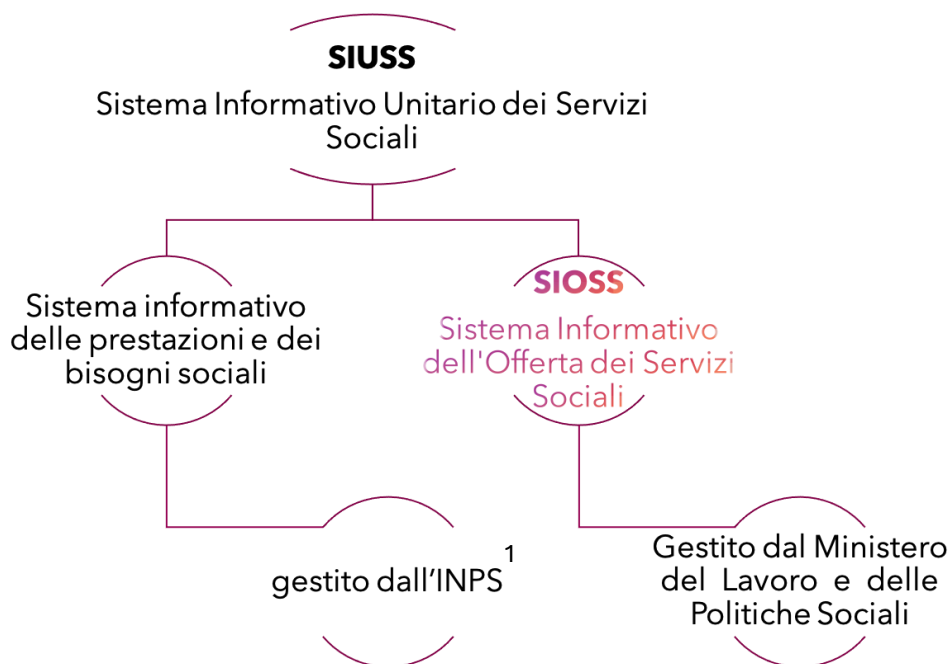 SIUSS
Sistema Informativo Unitario dei Servizi
Sociali
Sistema informativo
delle prestazioni e dei
bisogni sociali
SIOSS
Sistema Informativo
dell'Offerta dei Servizi
Sociali
gestito dall’INPS1
Gestito dal Ministero
del Lavoro e delle
Politiche Sociali